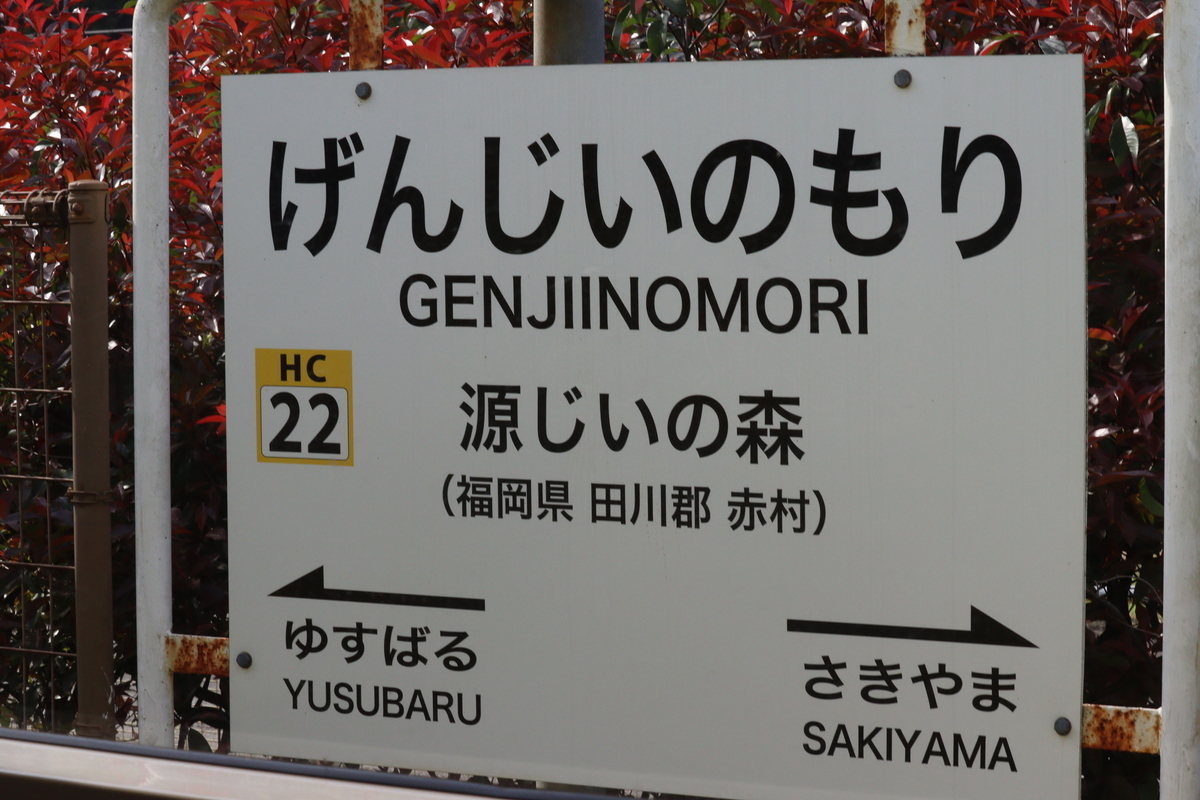 げんじいのもり
GENJIINOMORI
HC
22
源じいの森
(福岡県 田川郡 赤村)
ゆすばる
YUSUBARU
さきやま
SAKIYAMA